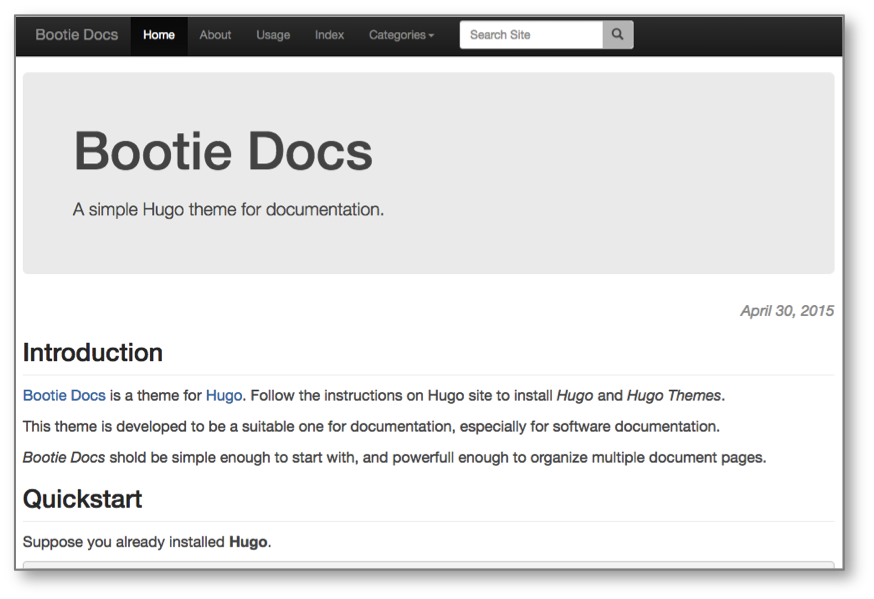 Bootie Docs Home About Usage Index Categories Search Site
Bootie Docs
A simple Hugo theme for documentation.
April 30, 2015
Introduction
Bootie Docs is a theme for Hugo. Follow the instructions on Hugo site to install Hugo and Hugo Themes.
This theme is developed to be a suitable one for documentation, especially for software documentation.
Bootie Docs shold be simple enough to start with, and powerfull enough to organize multiple document pages.
Quickstart
Suppose you already installed Hugo.